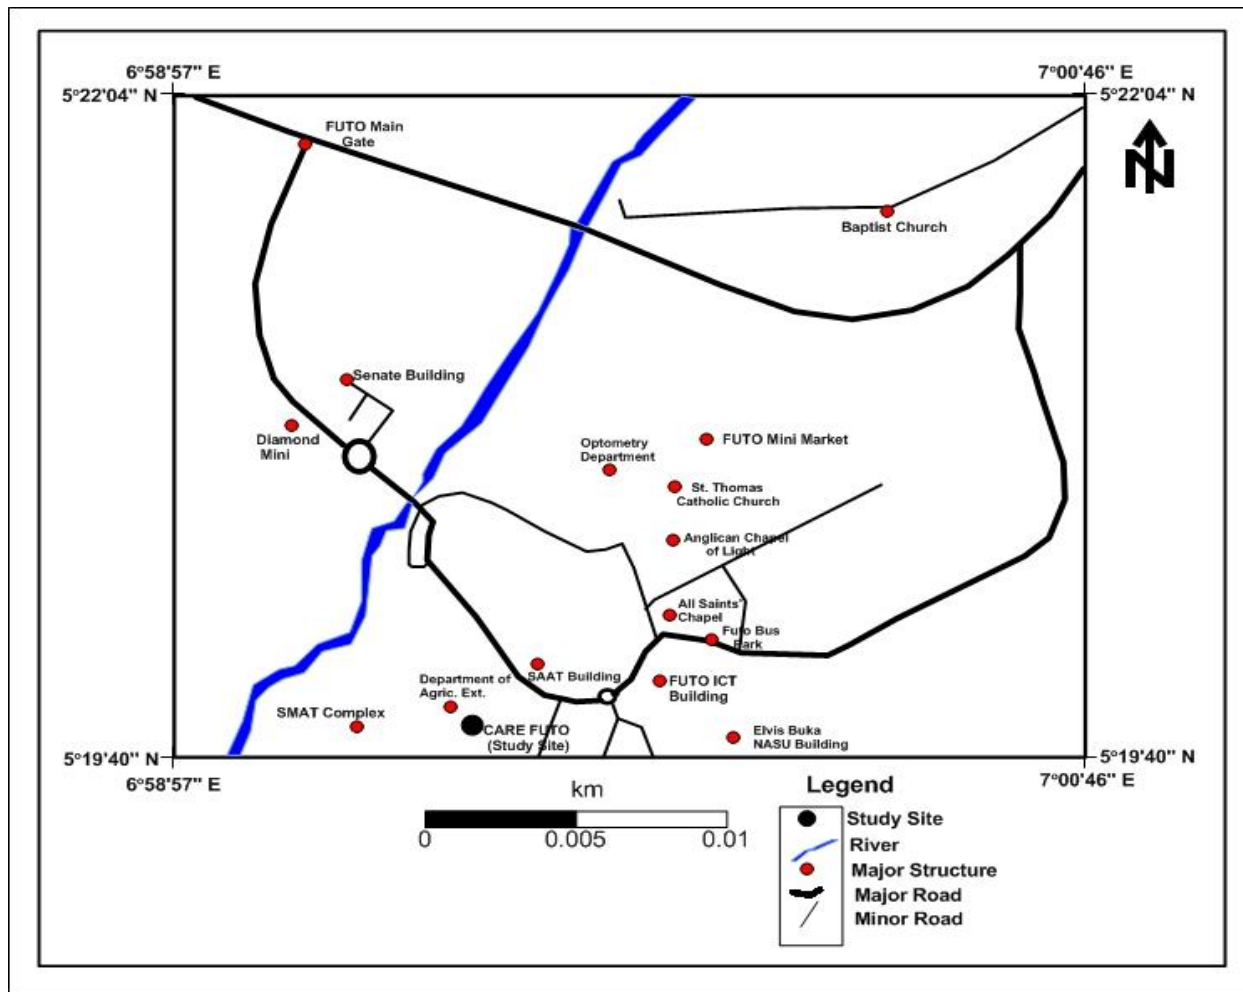 6°58'57" E
7°00'46" E
5°22'04" N
5°22'04" N
FUTO Main
Gate
N
Baptist Church
Senate Building
Diamond
Mini
Optometry
Department
FUTO Mini Market
St. Thomas
Catholic Church
Anglican Chapel
of Light
All Saints'
Chapel
Futo Bus
Park
SAAT Building
Department of
Agric. Ext.
FUTO ICT
Building
SMAT Complex
CARE FUTO
(Study Site)
Elvis Buka
NASU Building
5°19'40" N
5°19'40" N
6°58'57" E
7°00'46" E
km
0 0.005 0.01
Legend
Study Site
River
Major Structure
Major Road
Minor Road